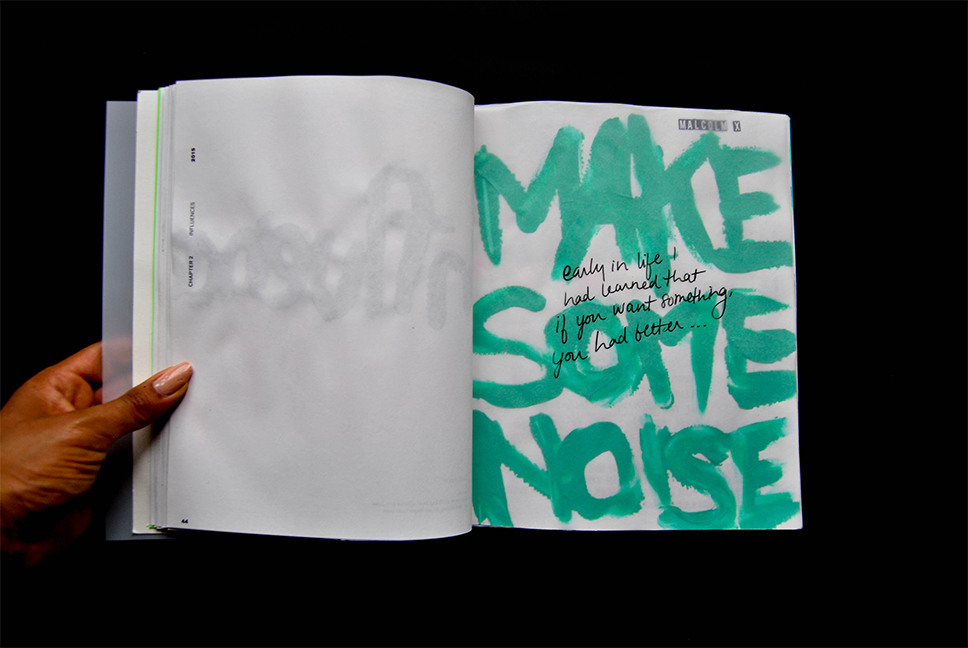 2015
INFLUENCES
CHAPTER 2
44
MALCOLM X
MAKE
early in life I
had learned that
if you want something,
you had better ...
SOME
NOISE